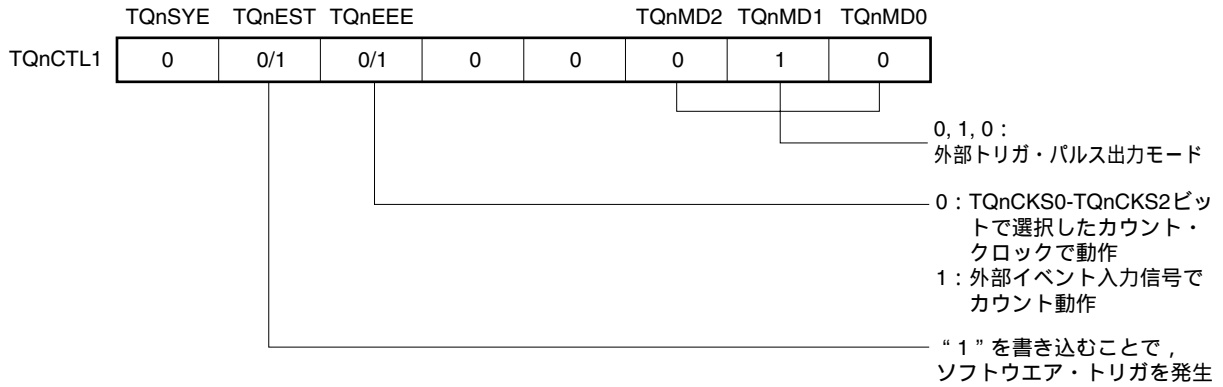 TQnSYE TQnEST TQnEEE TQnMD2 TQnMD1 TQnMD0
TQnCTL1 0 0/1 0/1 0 0 0 1 0
0, 1, 0：
外部トリガ・パルス出力モード
0：TQnCKS0-TQnCKS2ビッ
トで選択したカウント・
クロックで動作
1：外部イベント入力信号で
カウント動作
“1”を書き込むことで，
ソフトウエア・トリガを発生